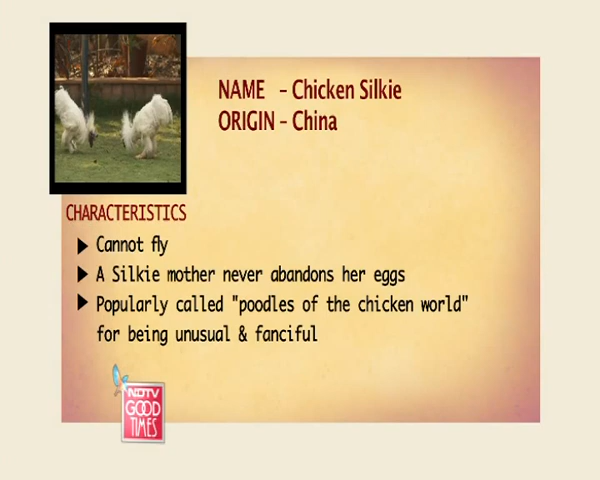 NAME - Chicken Silkie
ORIGIN - China
CHARACTERISTICS
Cannot fly
A Silkie mother never abandons her eggs
Popularly called "poodles of the chicken world"
for being unusual & fanciful
NDTV
GOOD
TIMES